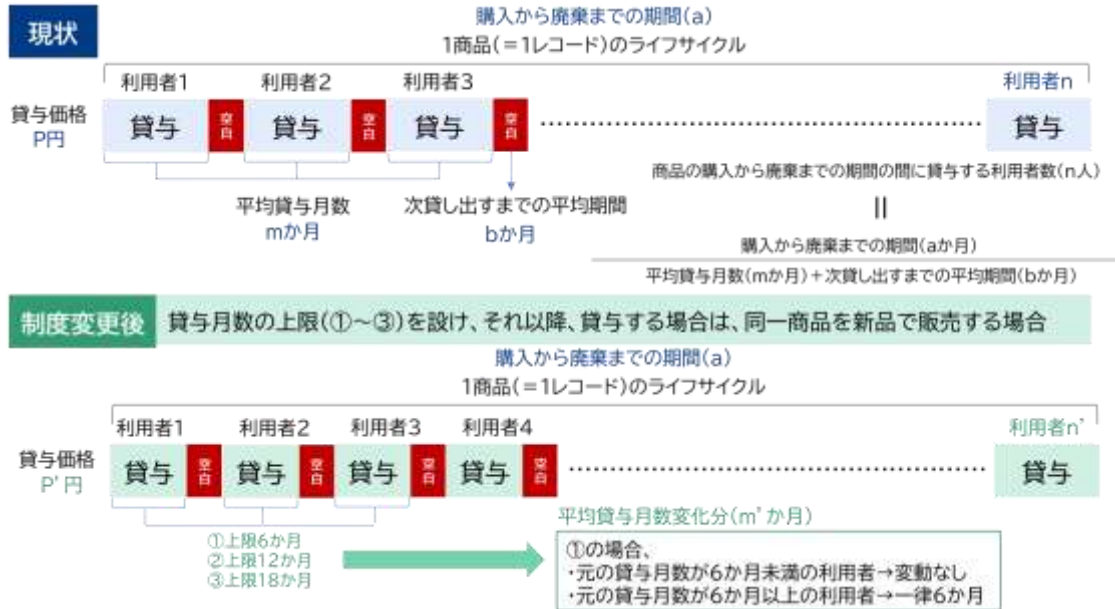 現状
購入から廃棄までの期間(a)
1商品(=1レコード)のライフサイクル
利用者1 利用者2 利用者3 利用者n
貸与価格
P円
貸与 空白 貸与 空白 貸与 空白 貸与
平均貸与月数
mか月
次貸し出すまでの平均期間
bか月
商品の購入から廃棄までの期間の間に貸与する利用者数(n人)
||
購入から廃棄までの期間(aか月)
平均貸与月数(mか月)+次貸し出すまでの平均期間(bか月)
制度変更後 貸与月数の上限(①~③)を設け、それ以降、貸与する場合は、同一商品を新品で販売する場合
購入から廃棄までの期間(a)
1商品(=1レコード)のライフサイクル
利用者1 利用者2 利用者3 利用者4 利用者n'
貸与価格
P'円
貸与 空白 貸与 空白 貸与 空白 貸与 空白 貸与
①上限6か月
②上限12か月
③上限18か月
平均貸与月数変化分(m'か月)
①の場合、
・元の貸与月数が6か月未満の利用者→変動なし
・元の貸与月数が6か月以上の利用者→一律6か月